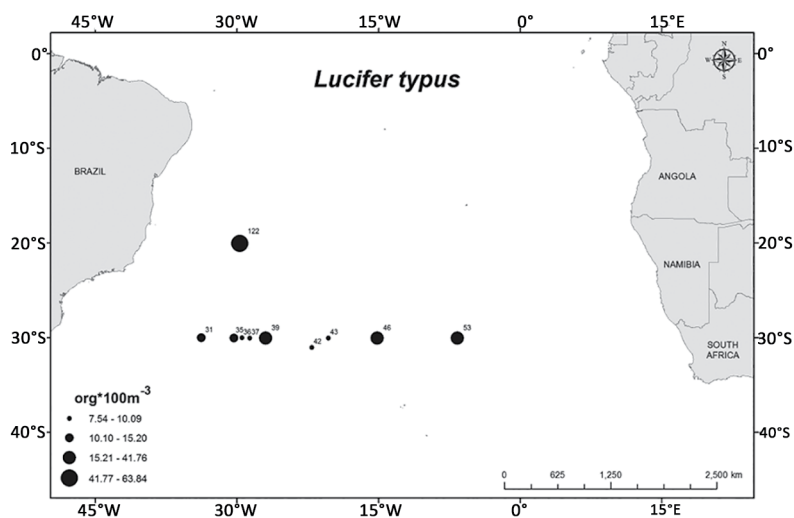 45°W 30°W 15°W 0° 15°E
0° 0°
N
W E
S
Lucifer typus
10°S 10°S
BRAZIL
ANGOLA
122
20°S 20°S
NAMIBIA
31 35 36 37 39 42 43 46 53
30°S 30°S
SOUTH
AFRICA
org*100m-3
7.54 - 10.09
10.10 - 15.20
15.21 - 41.76
41.77 - 63.84
40°S 40°S
0 625 1,250 2,500 km
45°W 30°W 15°W 0° 15°E